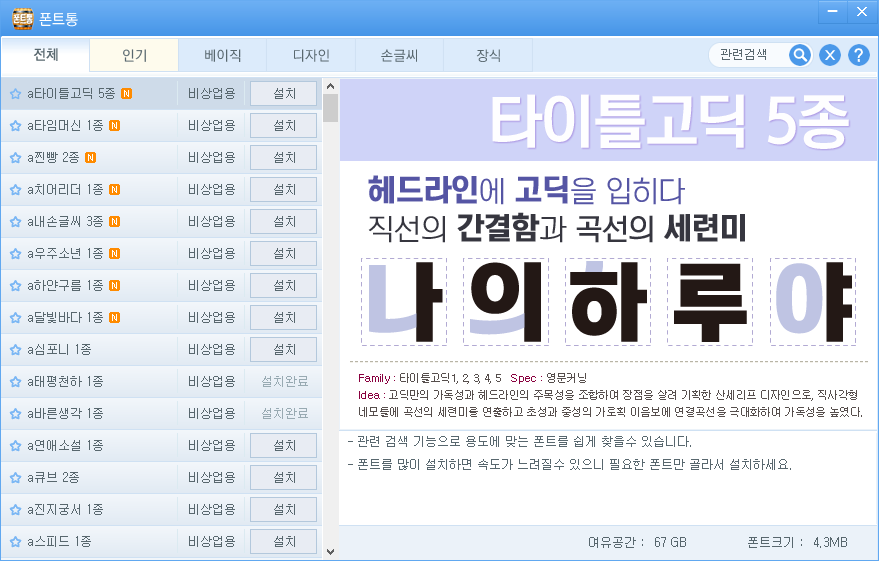 폰트통
전체 인기 베이직 디자인 손글씨 장식 관련검색
a타이틀고딕 5종 N 비상업용 설치
a타임머신 1종 N 비상업용 설치
a찐빵 2종 N 비상업용 설치
a치어리더 1종 N 비상업용 설치
a내손글씨 3종 N 비상업용 설치
a우주소년 1종 N 비상업용 설치
a하얀구름 1종 N 비상업용 설치
a달빛바다 1종 N 비상업용 설치
a심포니 1종 비상업용 설치
a태평천하 1종 비상업용 설치완료
a바른생각 1종 비상업용 설치완료
a연애소설 1종 비상업용 설치
a큐브 2종 비상업용 설치
a진지궁서 1종 비상업용 설치
a스피드 1종 비상업용 설치
타이틀고딕 5종
헤드라인에 고딕을 입히다
직선의 간결함과 곡선의 세련미
나의하루야
Family : 타이틀고딕1, 2, 3, 4, 5 Spec : 영문커닝
Idea : 고딕만의 가독성과 헤드라인의 주목성을 조합하여 장점을 살려 기획한 산세리프 디자인으로, 직사각형
네모틀에 곡선의 세련미를 연출하고 초성과 중성의 가로획 이음보에 연결곡선을 극대화하여 가독성을 높였다.
- 관련 검색 기능으로 용도에 맞는 폰트를 쉽게 찾을수 있습니다.
- 폰트를 많이 설치하면 속도가 느려질수 있으니 필요한 폰트만 골라서 설치하세요.
여유공간 : 67 GB 폰트크기 : 4.3MB